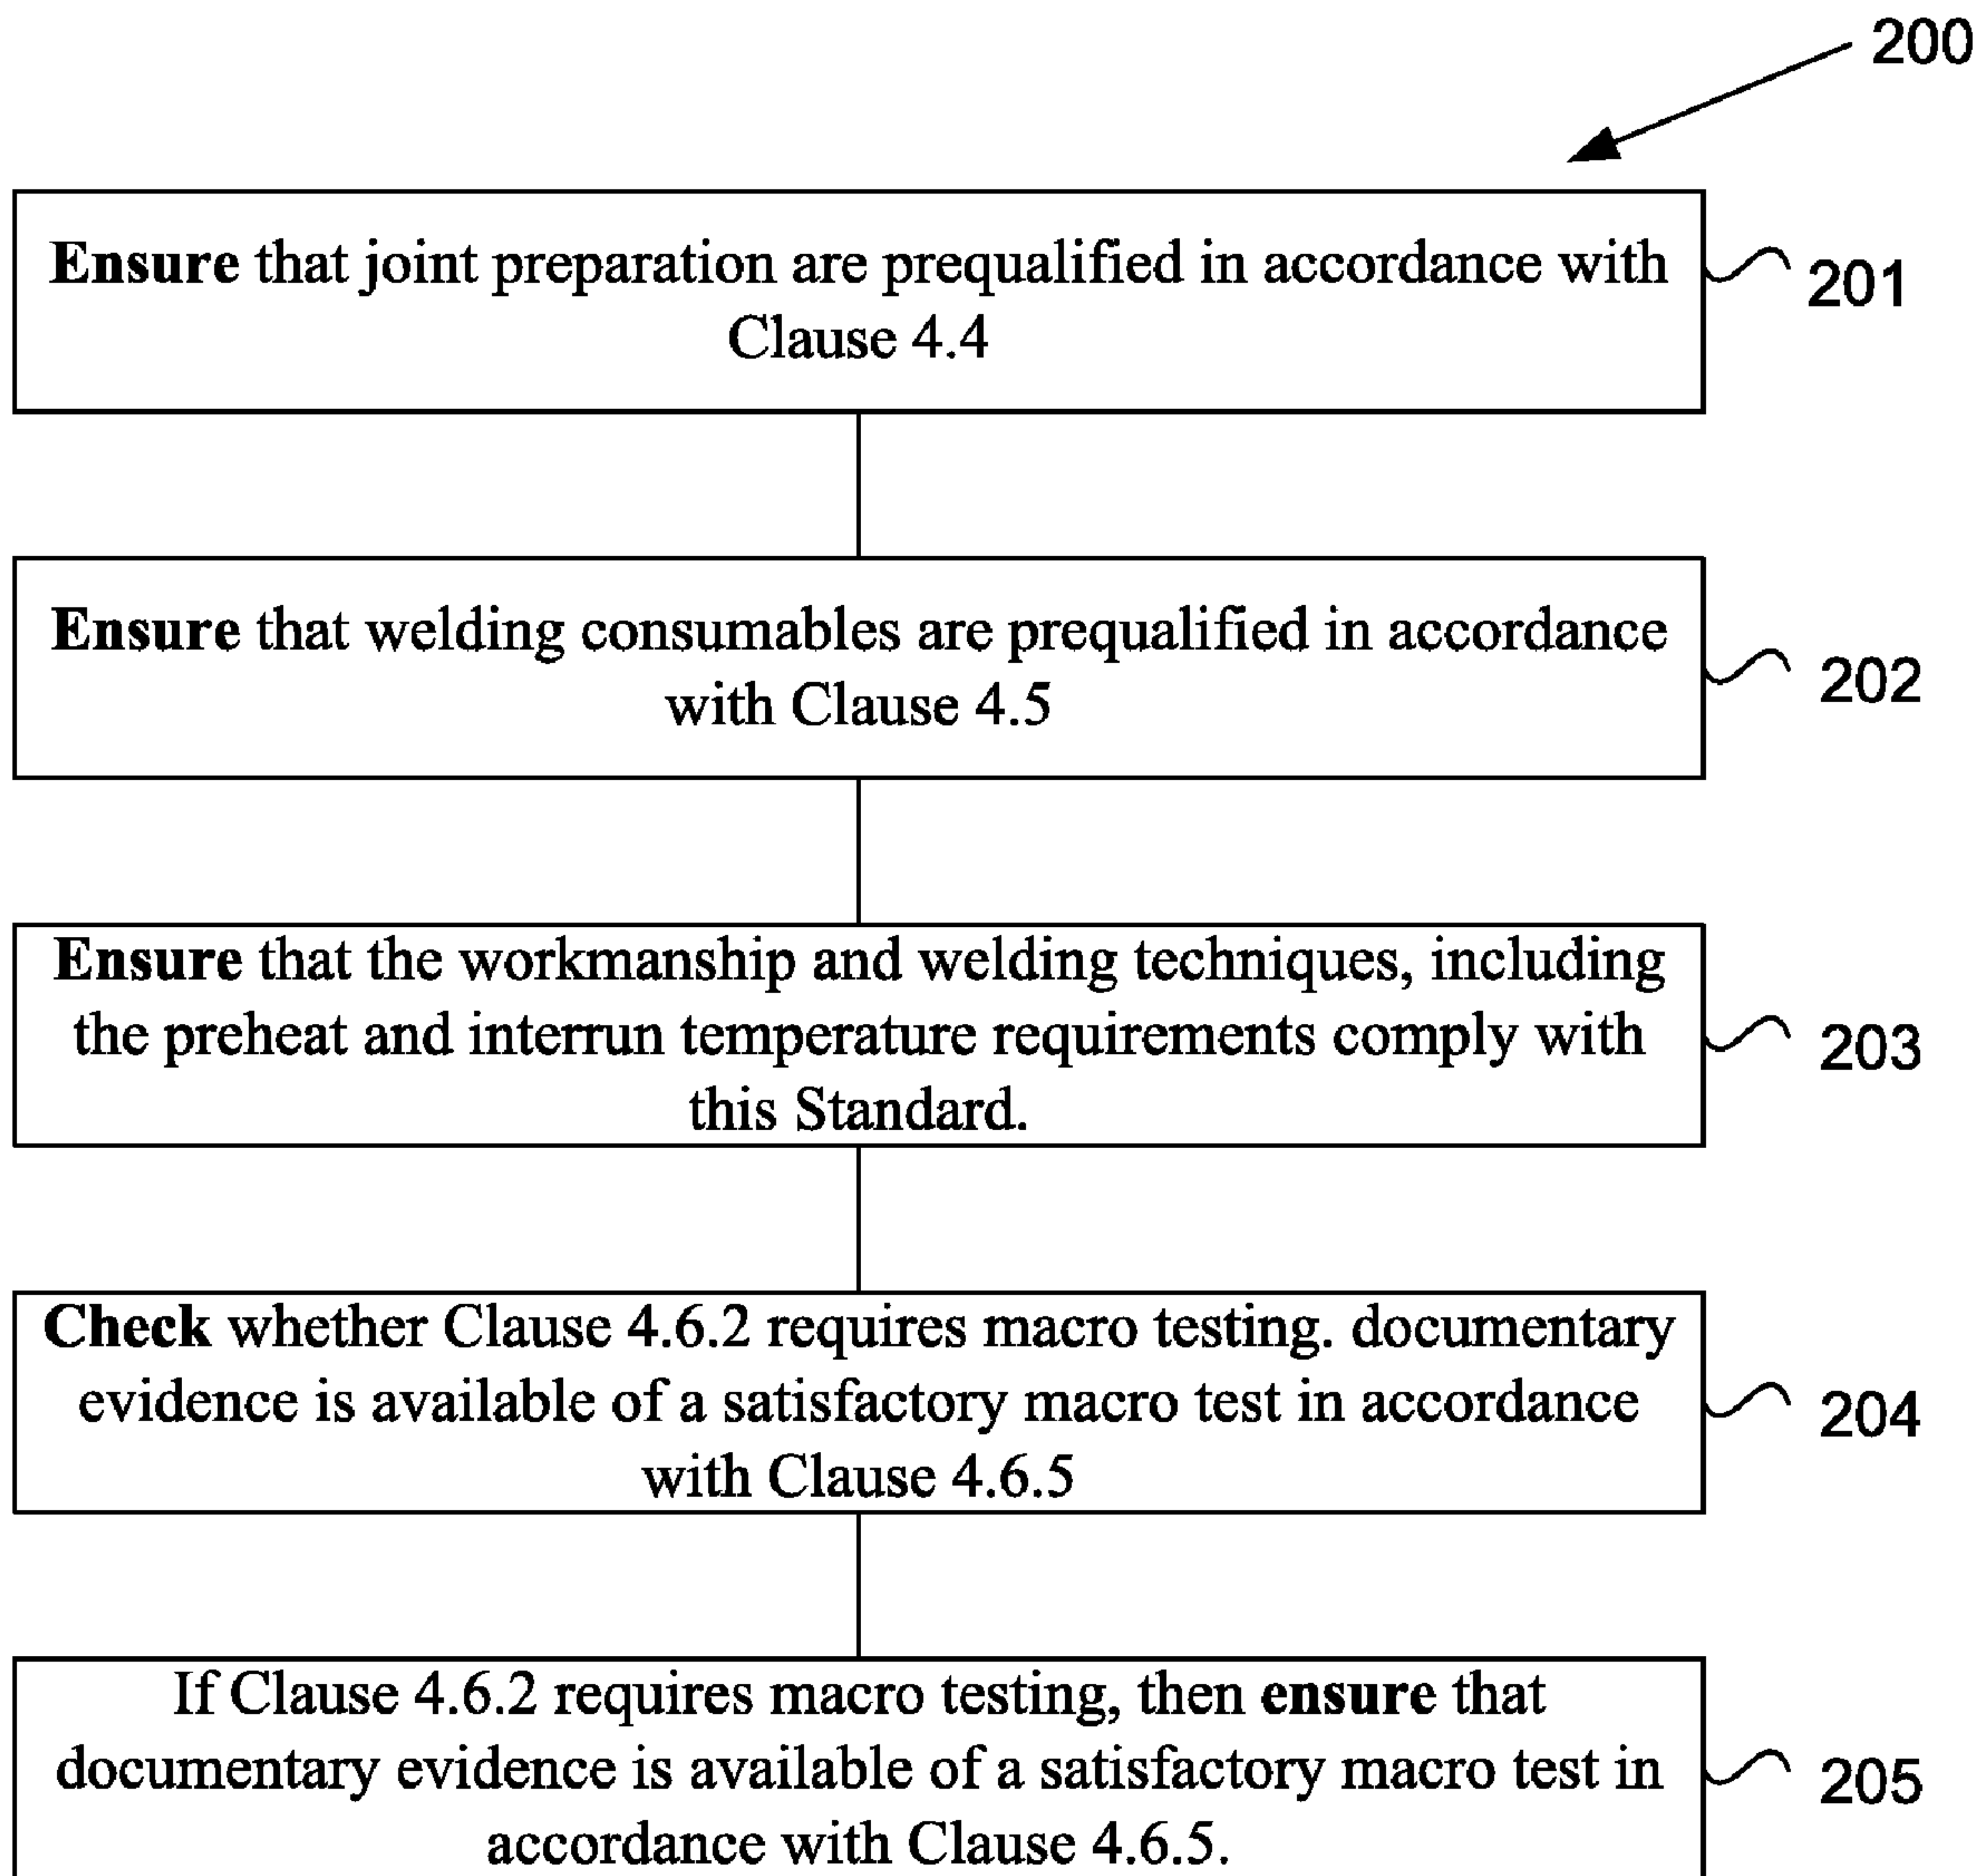 200
Ensure that joint preparation are prequalified in accordance with
Clause 4.4
201
Ensure that welding consumables are prequalified in accordance
with Clause 4.5
202
Ensure that the workmanship and welding techniques, including
the preheat and interrun temperature requirements comply with
this Standard.
203
Check whether Clause 4.6.2 requires macro testing. documentary
evidence is available of a satisfactory macro test in accordance
with Clause 4.6.5
204
If Clause 4.6.2 requires macro testing, then ensure that
documentary evidence is available of a satisfactory macro test in
accordance with Clause 4.6.5.
205